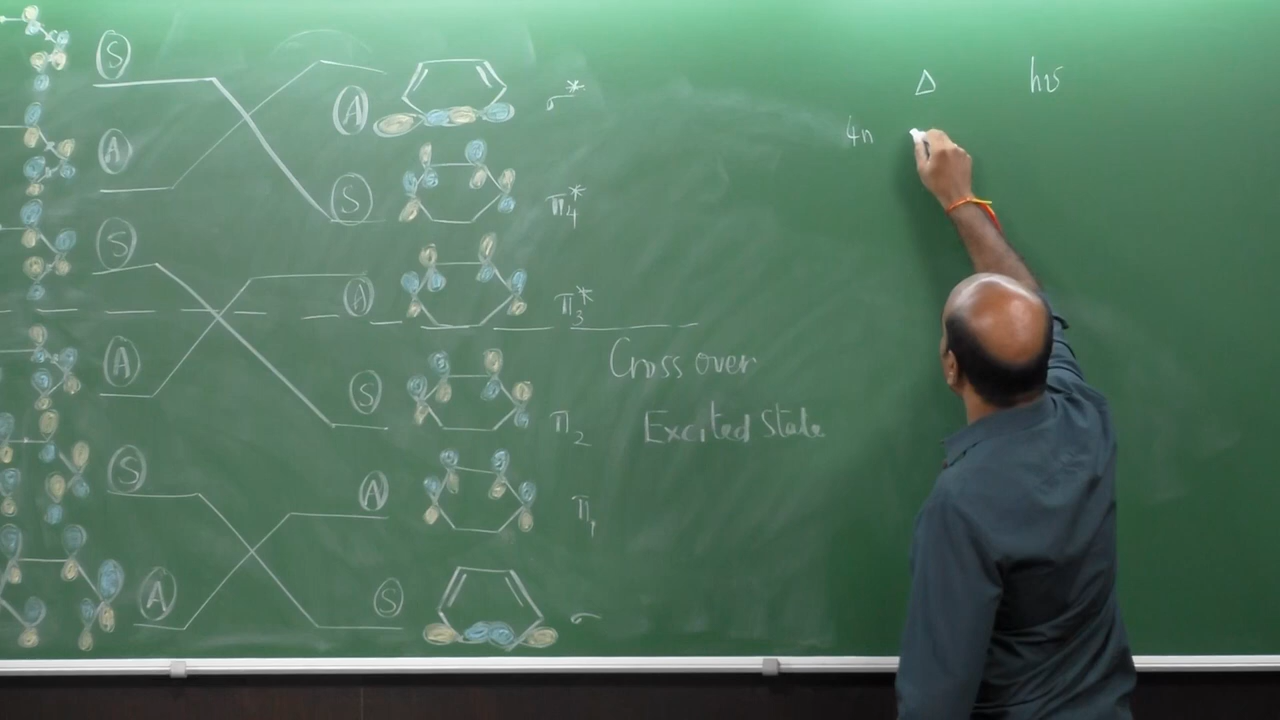 S
A σ*
A
S π4*
S
A π3*
A
S π2
S
A π1
A
S σ
Cross over
Excited State
Δ hν
4n